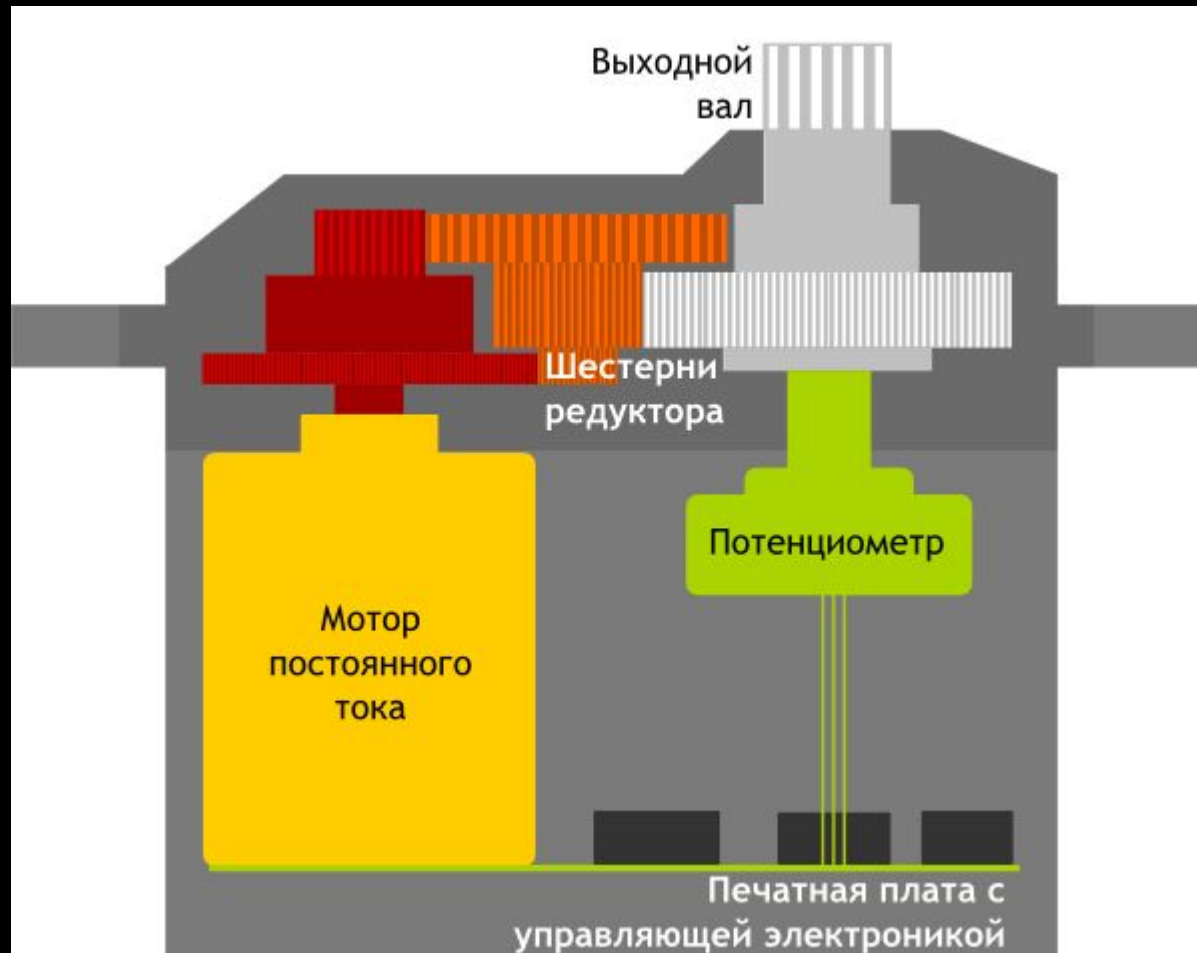 Выходной
вал
Шестерни
редуктора
Потенциометр
Мотор
постоянного
тока
Печатная плата с
управляющей электроникой